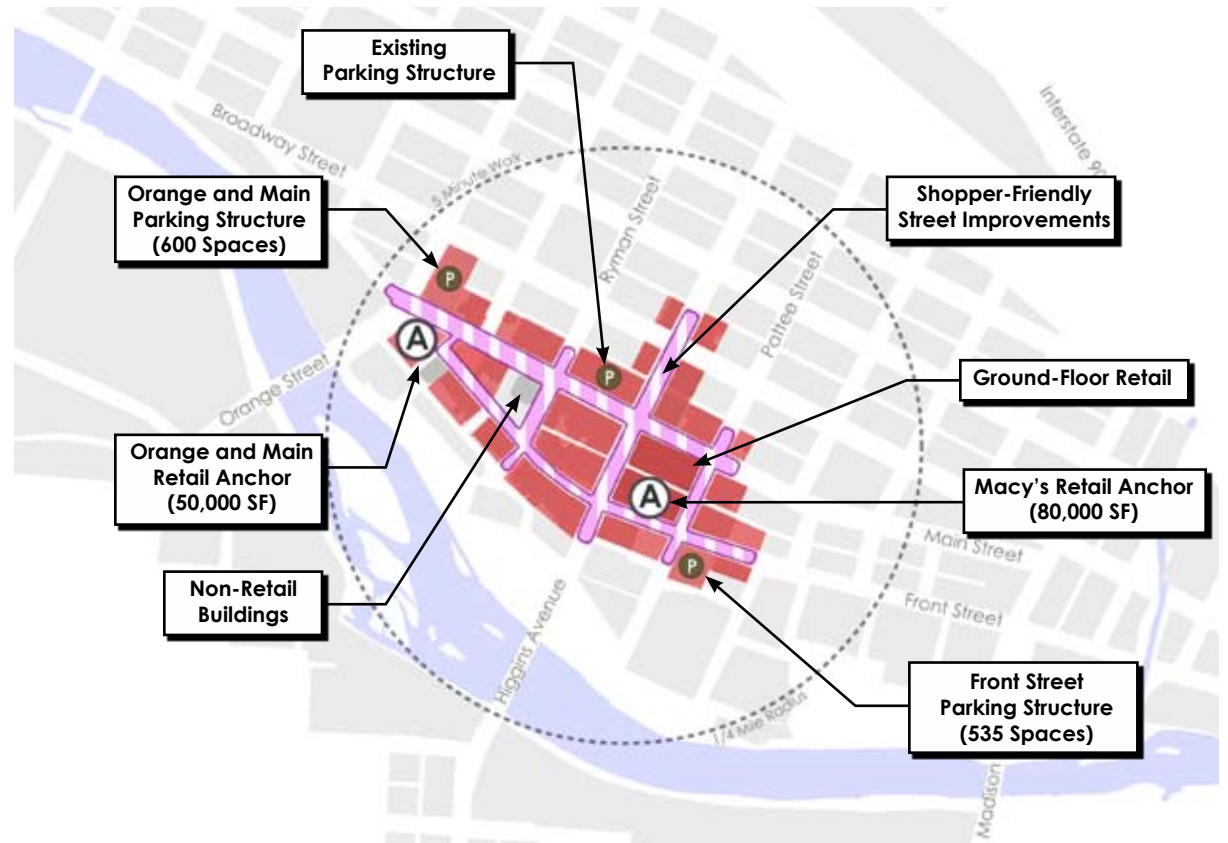 Existing
Parking Structure
Interstate 90
Broadway Street
5 Minute Walk
Orange and Main
Parking Structure
(600 Spaces)
Shopper-Friendly
Street Improvements
Ryman Street
Pattee Street
P
A
P
Orange Street
Ground-Floor Retail
Orange and Main
Retail Anchor
(50,000 SF)
A
Macy's Retail Anchor
(80,000 SF)
Main Street
P
Non-Retail
Buildings
Front Street
Higgins Avenue
Front Street
Parking Structure
(535 Spaces)
1/4 Mile Radius
Madison